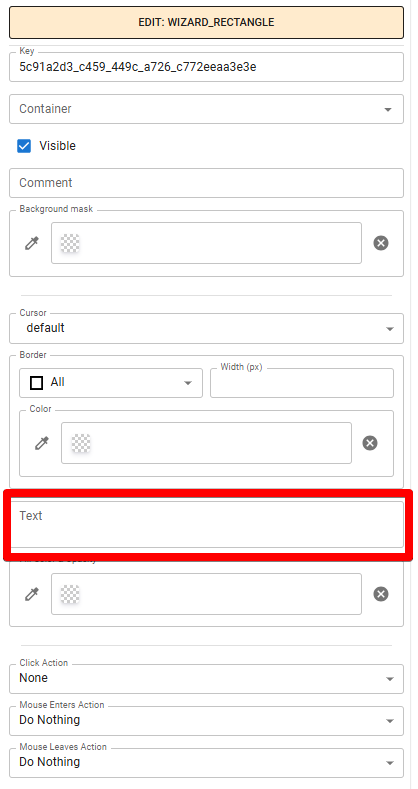 EDIT: WIZARD_RECTANGLE
Key
5c91a2d3_c459_449c_a726_c772eeaa3e3e
Container
Visible
Comment
Background mask
Cursor
default
Border
All
Width (px)
Color
Text
Click Action
None
Mouse Enters Action
Do Nothing
Mouse Leaves Action
Do Nothing